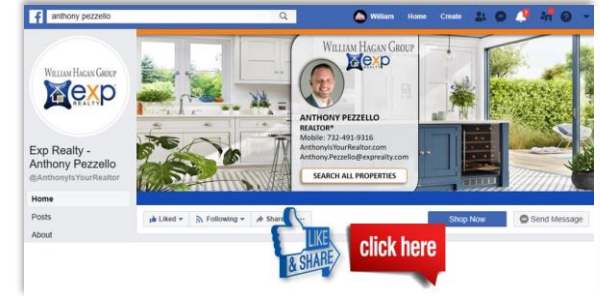 anthony pezzello
William Home Create
WILLIAM HAGAN GROUP
exp
REALTY
Exp Realty -
Anthony Pezzello
@AnthonyIsYourRealtor
Home
Posts
About
WILLIAM HAGAN GROUP
exp
REALTY
ANTHONY PEZZELLO
REALTOR®
Mobile: 732-491-9316
AnthonyIsYourRealtor.com
Anthony.Pezzello@exprealty.com
SEARCH ALL PROPERTIES
Liked Following Share
Shop Now Send Message
LIKE
& SHARE
click here